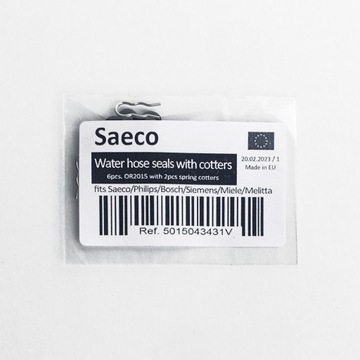 Saeco
Water hose seals with cotters
6pcs. OR2015 with 2pcs spring cotters
20.02.2023 / 1
Made in EU
fits Saeco/Philips/Bosch/Siemens/Miele/Melitta
Ref. 5015043431V